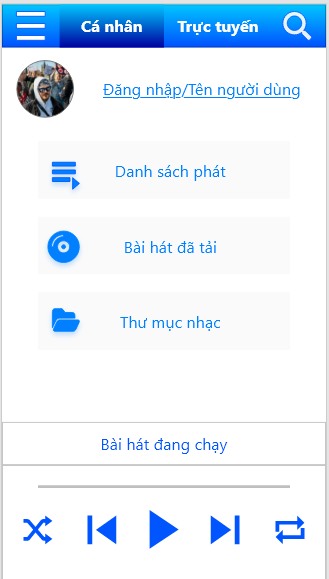 Cá nhân
Trực tuyến
Đăng nhập/Tên người dùng
Danh sách phát
Bài hát đã tải
Thư mục nhạc
Bài hát đang chạy